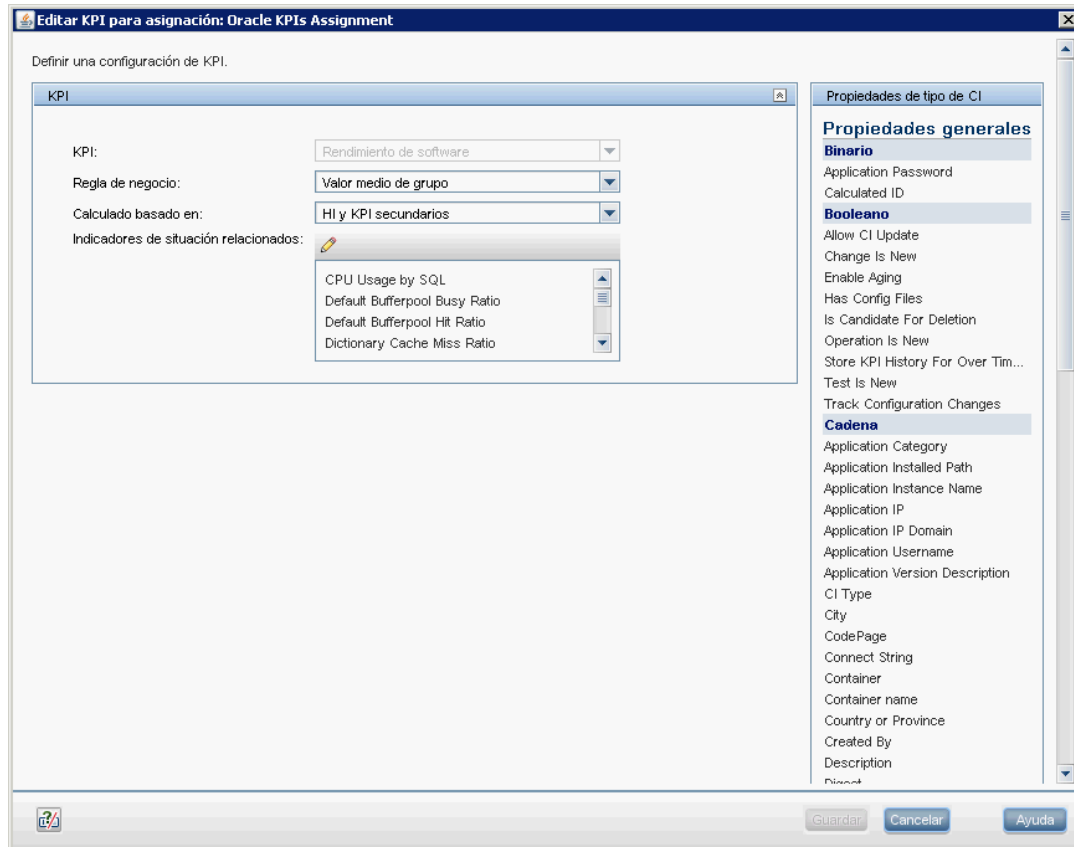 Editar KPI para asignación: Oracle KPIs Assignment
Definir una configuración de KPI.
KPI
KPI:
Rendimiento de software
Regla de negocio:
Valor medio de grupo
Calculado basado en:
HI y KPI secundarios
Indicadores de situación relacionados:
CPU Usage by SQL
Default Bufferpool Busy Ratio
Default Bufferpool Hit Ratio
Dictionary Cache Miss Ratio
Propiedades de tipo de CI
Propiedades generales
Binario
Application Password
Calculated ID
Booleano
Allow CI Update
Change Is New
Enable Aging
Has Config Files
Is Candidate For Deletion
Operation Is New
Store KPI History For Over Tim...
Test Is New
Track Configuration Changes
Cadena
Application Category
Application Installed Path
Application Instance Name
Application IP
Application IP Domain
Application Username
Application Version Description
CI Type
City
CodePage
Connect String
Container
Container name
Country or Province
Created By
Description
Digest
Guardar
Cancelar
Ayuda